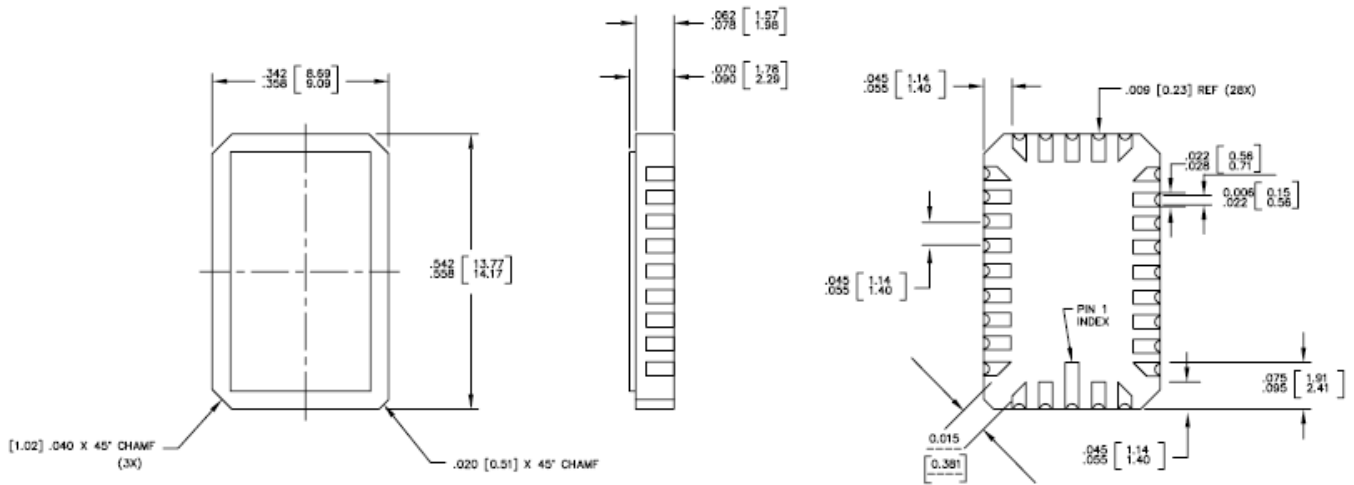 .062 [ 1.57 ]
.078 [ 1.98 ]
.342 [ 8.69 ]
.358 [ 9.09 ]
.070 [ 1.78 ]
.090 [ 2.29 ]
.045 [ 1.14 ]
.055 [ 1.40 ]
.009 [0.23] REF (28X)
.022 [ 0.56 ]
.028 [ 0.71 ]
0.006 [ 0.15 ]
.022 [ 0.56 ]
.542 [ 13.77 ]
.558 [ 14.17 ]
.045 [ 1.14 ]
.055 [ 1.40 ]
PIN 1
INDEX
.075 [ 1.91 ]
.095 [ 2.41 ]
[1.02] .040 X 45° CHAMF
(3X)
.020 [0.51] X 45° CHAMF
0.015
[0.381]
.045 [ 1.14 ]
.055 [ 1.40 ]